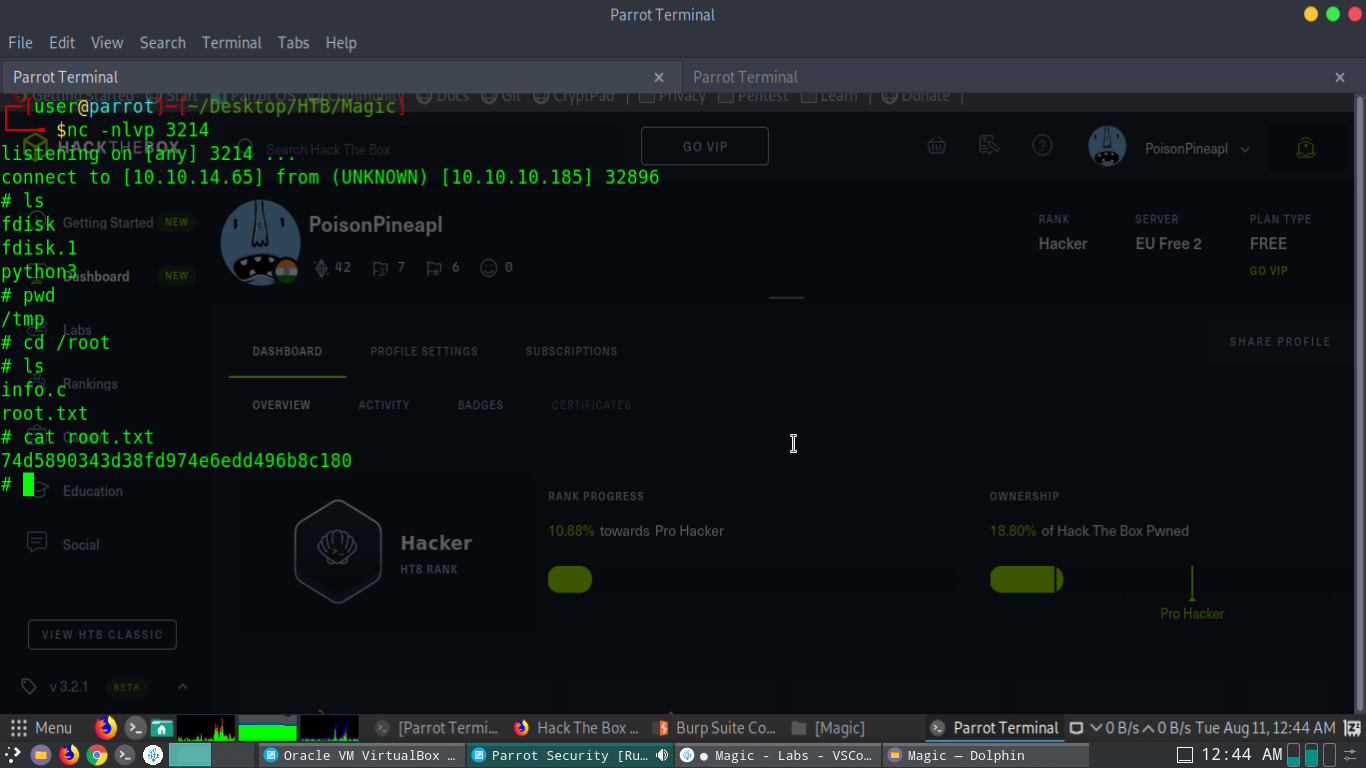 Parrot Terminal
File Edit View Search Terminal Tabs Help
Parrot Terminal × Parrot Terminal ×
Getting Started Start Parrot OS Community Docs Git CryptPad Privacy Pentest Learn Donate
[user@parrot]─[~/Desktop/HTB/Magic]
$nc -nlvp 3214
HACKTHEBOX Search Hack The Box GO VIP PoisonPineapl
listening on [any] 3214 ...
connect to [10.10.14.65] from (UNKNOWN) [10.10.10.185] 32896
# ls
fdisk
Getting Started NEW
PoisonPineapl
RANK SERVER PLAN TYPE
Hacker EU Free 2 FREE
GO VIP
fdisk.1
42 7 6 0
python3
Dashboard NEW
# pwd
/tmp
Labs
# cd /root
DASHBOARD PROFILE SETTINGS SUBSCRIPTIONS
SHARE PROFILE
# ls
info.c
Rankings
OVERVIEW ACTIVITY BADGES CERTIFICATES
root.txt
# cat root.txt
74d5890343d38fd974e6edd496b8c180
#
Education
Social
RANK PROGRESS
10.88% towards Pro Hacker
OWNERSHIP
18.80% of Hack The Box Pwned
Hacker
HTB RANK
Pro Hacker
VIEW HTB CLASSIC
v 3.2.1 BETA
Menu [Parrot Termi... Hack The Box ... Burp Suite Co... [Magic] Parrot Terminal 0 B/s 0 B/s Tue Aug 11, 12:44 AM
Oracle VM VirtualBox ... Parrot Security [Ru... ● Magic - Labs - VSCo... Magic — Dolphin 12:44 AM